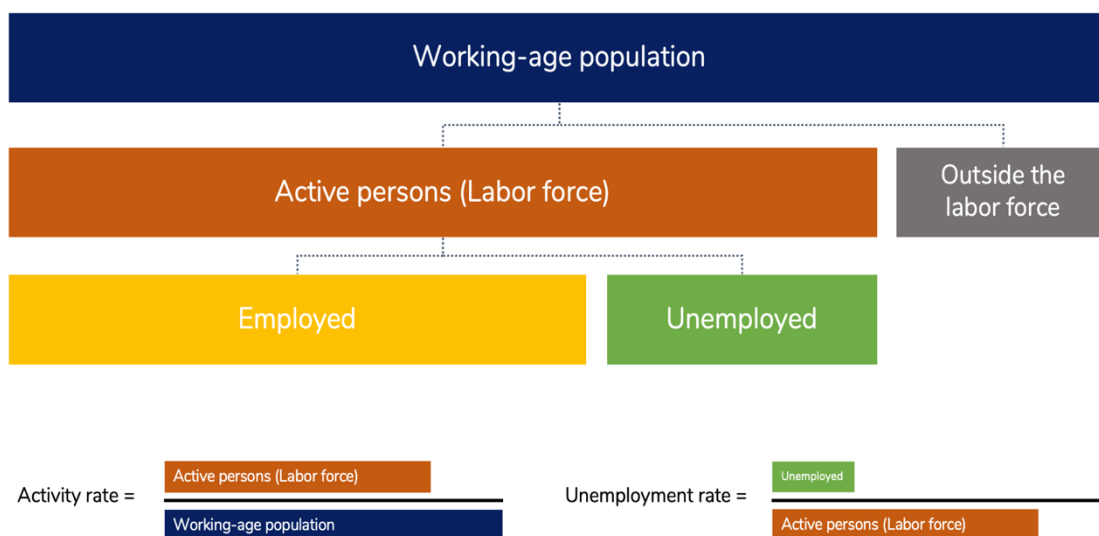 Working-age population
Active persons (Labor force)
Outside the
labor force
Employed
Unemployed
Activity rate =
Active persons (Labor force)
Working-age population
Unemployment rate =
Unemployed
Active persons (Labor force)